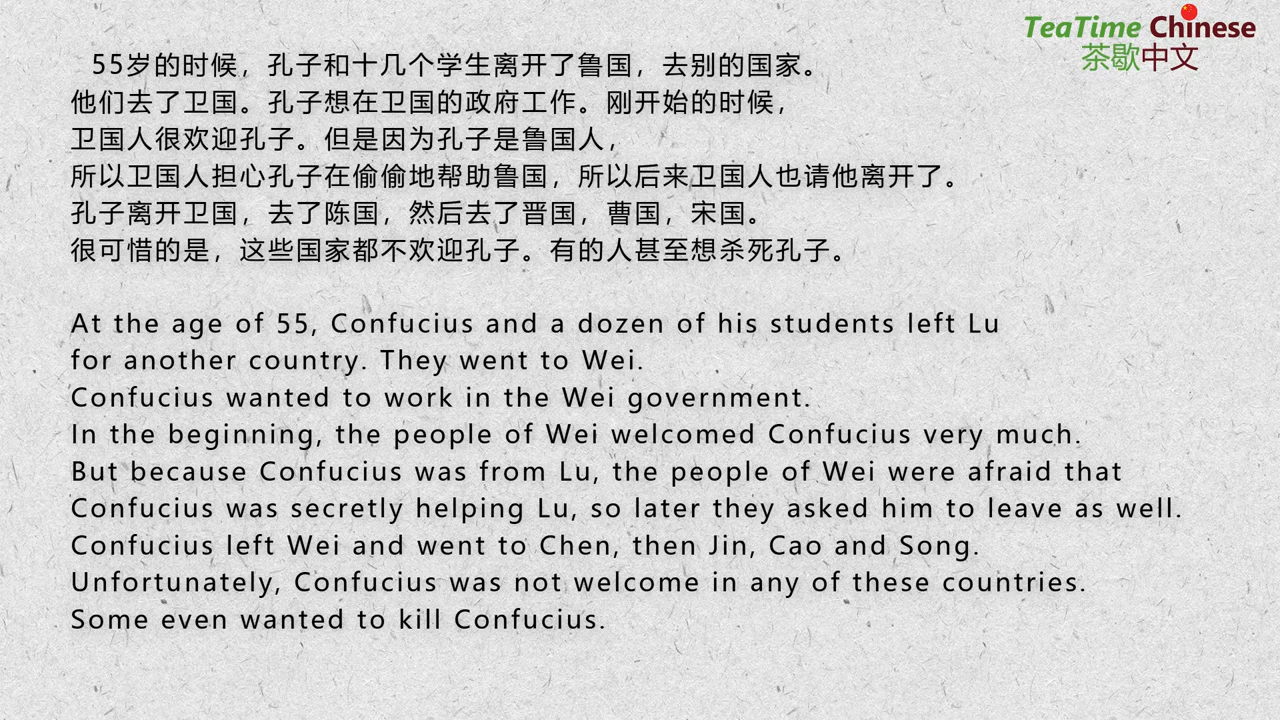 TeaTime Chinese
茶歇中文
55岁的时候，孔子和十几个学生离开了鲁国，去别的国家。
他们去了卫国。孔子想在卫国的政府工作。刚开始的时候，
卫国人很欢迎孔子。但是因为孔子是鲁国人，
所以卫国人担心孔子在偷偷地帮助鲁国，所以后来卫国人也请他离开了。
孔子离开卫国，去了陈国，然后去了晋国，曹国，宋国。
很可惜的是，这些国家都不欢迎孔子。有的人甚至想杀死孔子。
At the age of 55, Confucius and a dozen of his students left Lu
for another country. They went to Wei.
Confucius wanted to work in the Wei government.
In the beginning, the people of Wei welcomed Confucius very much.
But because Confucius was from Lu, the people of Wei were afraid that
Confucius was secretly helping Lu, so later they asked him to leave as well.
Confucius left Wei and went to Chen, then Jin, Cao and Song.
Unfortunately, Confucius was not welcome in any of these countries.
Some even wanted to kill Confucius.